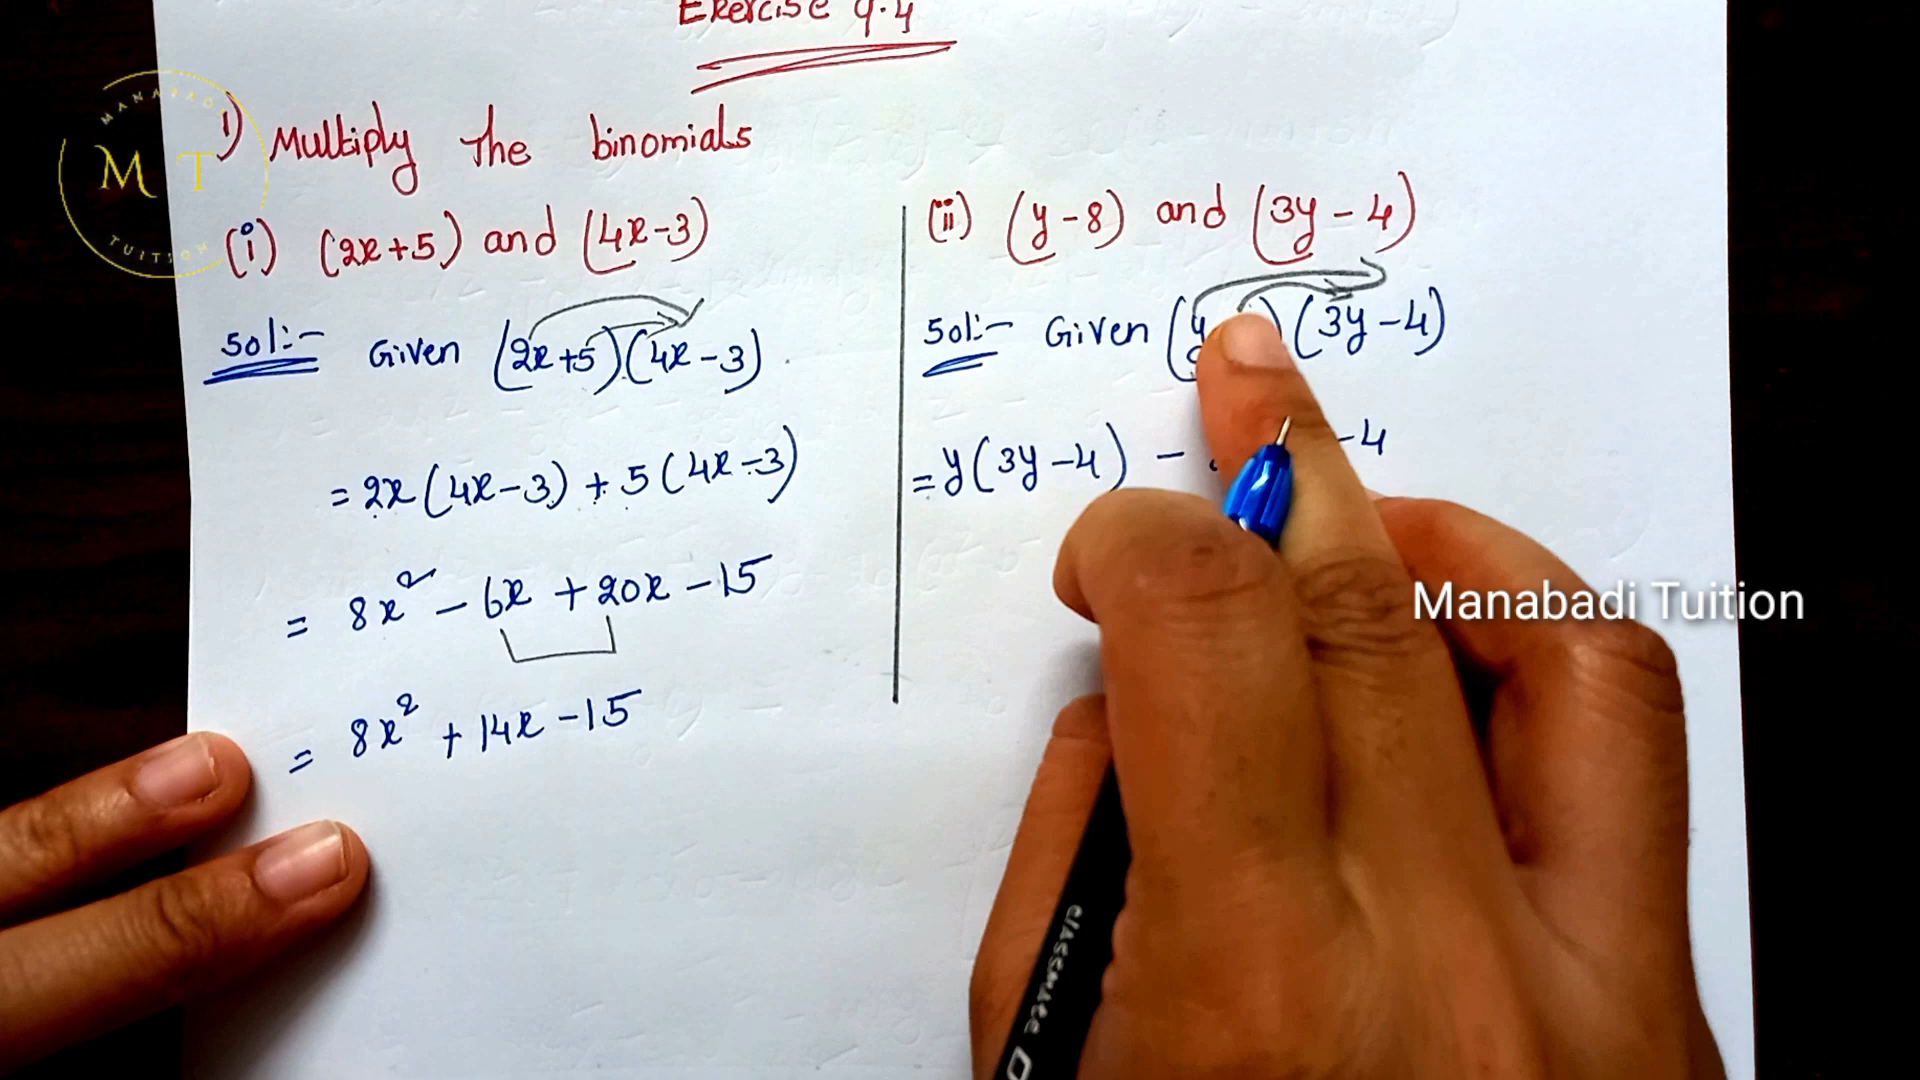 Exercise 9.4
1) Multiply the binomials
(i) (2x+5) and (4x-3)
Sol:- Given (2x+5)(4x-3).
= 2x(4x-3) + 5(4x-3)
= 8x² - 6x + 20x - 15
= 8x² + 14x - 15
(ii) (y-8) and (3y-4)
Sol:- Given (y )(3y-4)
= y(3y-4) - -4
MANABADI
MT
TUITION
Manabadi Tuition
classmate